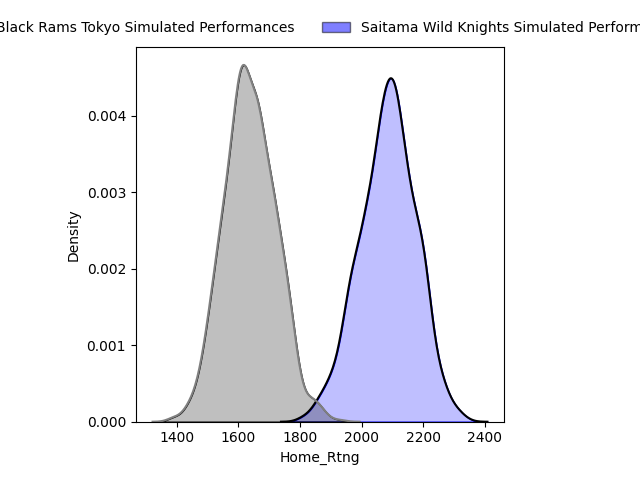 Black Rams Tokyo Simulated Performances
Saitama Wild Knights Simulated
0.004
0.003
0.002
0.001
0.000
Density
1400 1600 1800 2000 2200 2400
Home_Rtng